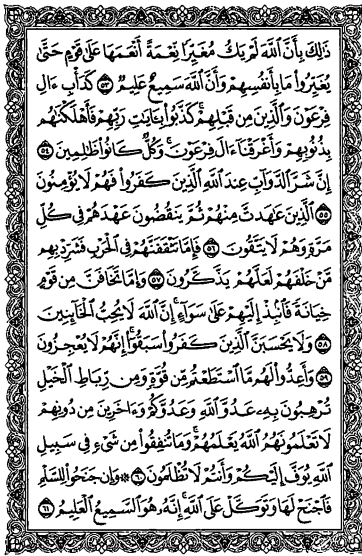 ذَٰلِكَ بِأَنَّ ٱللَّهَ لَمْ يَكُ مُغَيِّرًا نِّعْمَةً أَنْعَمَهَا عَلَىٰ قَوْمٍ حَتَّىٰ
يُغَيِّرُوا۟ مَا بِأَنفُسِهِمْ وَأَنَّ ٱللَّهَ سَمِيعٌ عَلِيمٌ ٥٣ كَدَأْبِ ءَالِ
فِرْعَوْنَ وَٱلَّذِينَ مِن قَبْلِهِمْ كَذَّبُوا۟ بِـَٔايَـٰتِ رَبِّهِمْ فَأَهْلَكْنَـٰهُم
بِذُنُوبِهِمْ وَأَغْرَقْنَآ ءَالَ فِرْعَوْنَ وَكُلٌّ كَانُوا۟ ظَـٰلِمِينَ ٥٤
إِنَّ شَرَّ ٱلدَّوَآبِّ عِندَ ٱللَّهِ ٱلَّذِينَ كَفَرُوا۟ فَهُمْ لَا يُؤْمِنُونَ
٥٥ ٱلَّذِينَ عَـٰهَدتَّ مِنْهُمْ ثُمَّ يَنقُضُونَ عَهْدَهُمْ فِى كُلِّ
مَرَّةٍ وَهُمْ لَا يَتَّقُونَ ٥٦ فَإِمَّا تَثْقَفَنَّهُمْ فِى ٱلْحَرْبِ فَشَرِّدْ بِهِم
مَّنْ خَلْفَهُمْ لَعَلَّهُمْ يَذَّكَّرُونَ ٥٧ وَإِمَّا تَخَافَنَّ مِن قَوْمٍ
خِيَانَةً فَٱنۢبِذْ إِلَيْهِمْ عَلَىٰ سَوَآءٍ إِنَّ ٱللَّهَ لَا يُحِبُّ ٱلْخَآئِنِينَ
٥٨ وَلَا يَحْسَبَنَّ ٱلَّذِينَ كَفَرُوا۟ سَبَقُوٓا۟ إِنَّهُمْ لَا يُعْجِزُونَ
٥٩ وَأَعِدُّوا۟ لَهُم مَّا ٱسْتَطَعْتُم مِّن قُوَّةٍ وَمِن رِّبَاطِ ٱلْخَيْلِ
تُرْهِبُونَ بِهِۦ عَدُوَّ ٱللَّهِ وَعَدُوَّكُمْ وَءَاخَرِينَ مِن دُونِهِمْ
لَا تَعْلَمُونَهُمُ ٱللَّهُ يَعْلَمُهُمْ وَمَا تُنفِقُوا۟ مِن شَىْءٍ فِى سَبِيلِ
ٱللَّهِ يُوَفَّ إِلَيْكُمْ وَأَنتُمْ لَا تُظْلَمُونَ ٦٠ ۞ وَإِن جَنَحُوا۟ لِلسَّلْمِ
فَٱجْنَحْ لَهَا وَتَوَكَّلْ عَلَى ٱللَّهِ إِنَّهُۥ هُوَ ٱلسَّمِيعُ ٱلْعَلِيمُ ٦١